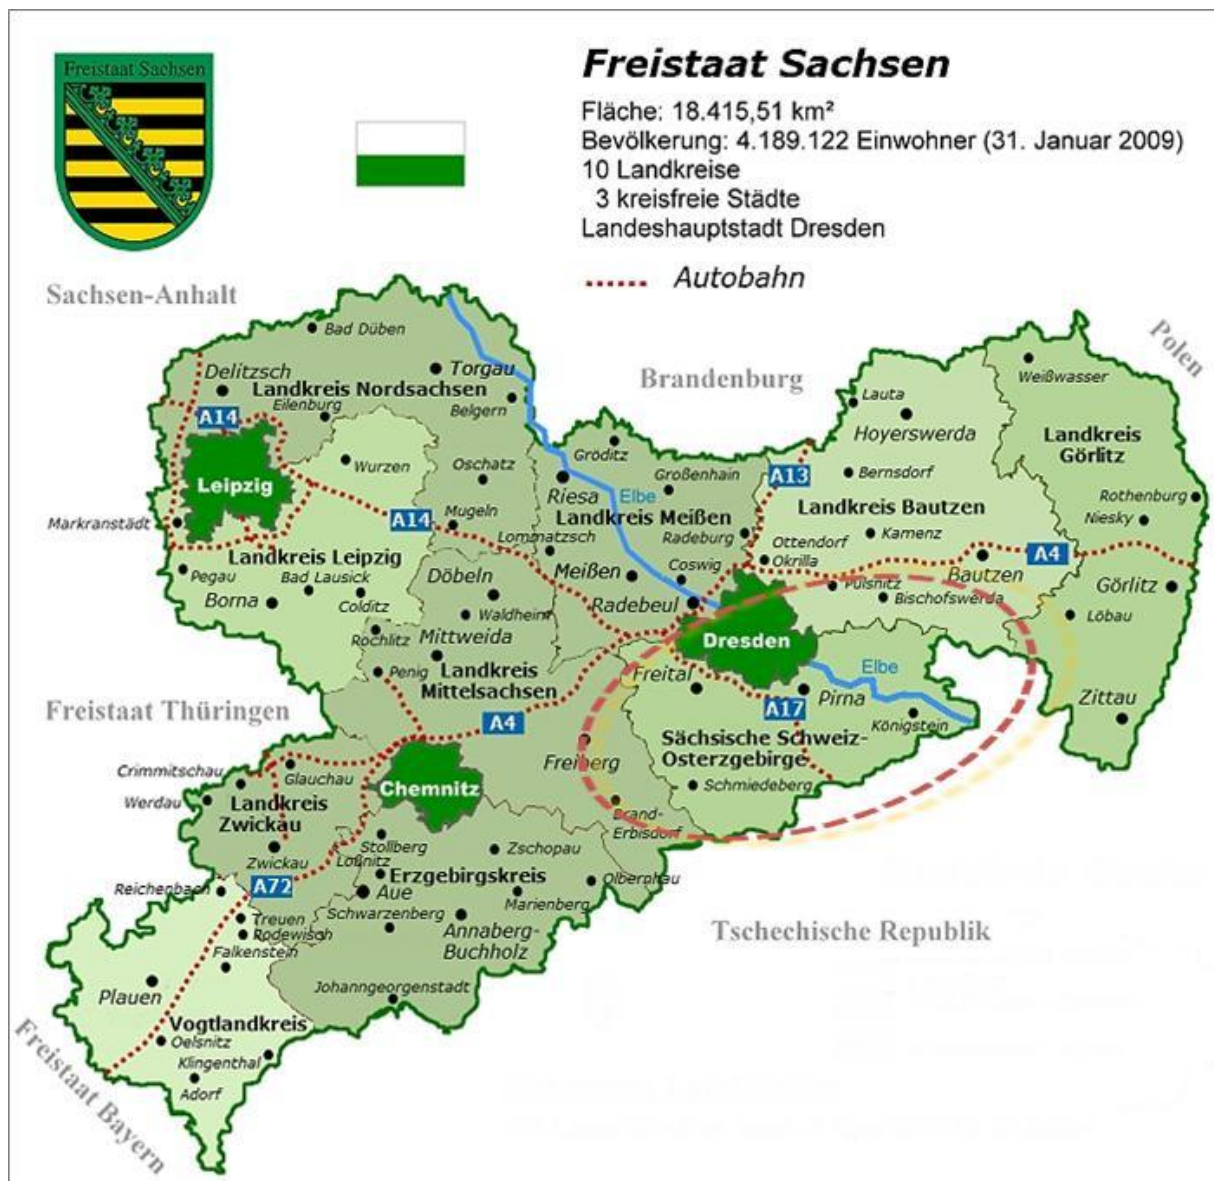 Freistaat Sachsen
Freistaat Sachsen
Fläche: 18.415,51 km²
Bevölkerung: 4.189.122 Einwohner (31. Januar 2009)
10 Landkreise
3 kreisfreie Städte
Landeshauptstadt Dresden
Autobahn
Sachsen-Anhalt
Polen
Brandenburg
Bad Düben
Delitzsch
Torgau
Landkreis Nordsachsen
Eilenburg
Belgern
A14
Weißwasser
Lauta
Hoyerswerda
Landkreis
Görlitz
Gröditz
Wurzen
Oschatz
Großenhain
A13
Bernsdorf
Leipzig
Riesa
Elbe
Rothenburg
Landkreis Bautzen
Markranstädt
A14
Mugeln
Landkreis Meißen
Niesky
Lommatzsch
Radeburg
Ottendorf
Okrilla
Kamenz
A4
Landkreis Leipzig
Pegau
Bad Lausick
Borna
Colditz
Döbeln
Meißen
Coswig
Bautzen
Pulsnitz
Bischofswerda
Görlitz
Waldheim
Radebeul
Löbau
Rochlitz
Mittweida
Dresden
Penig
Landkreis
Mittelsachsen
Freital
Elbe
Pirna
Zittau
Freistaat Thüringen
A4
A17
Königstein
Sächsische Schweiz-
Osterzgebirge
Freiberg
Crimmitschau
Glauchau
Chemnitz
Schmiedeberg
Werdau
Landkreis
Zwickau
Brand-
Erbisdorf
Zwickau
Stollberg
Zschopau
Loßnitz
Erzgebirgskreis
Olbernhau
Reichenbach
A72
Aue
Marienberg
Schwarzenberg
Annaberg-
Buchholz
Treuen
Rodewisch
Falkenstein
Tschechische Republik
Plauen
Johanngeorgenstadt
Vogtlandkreis
Oelsnitz
Klingenthal
Adorf
Freistaat Bayern